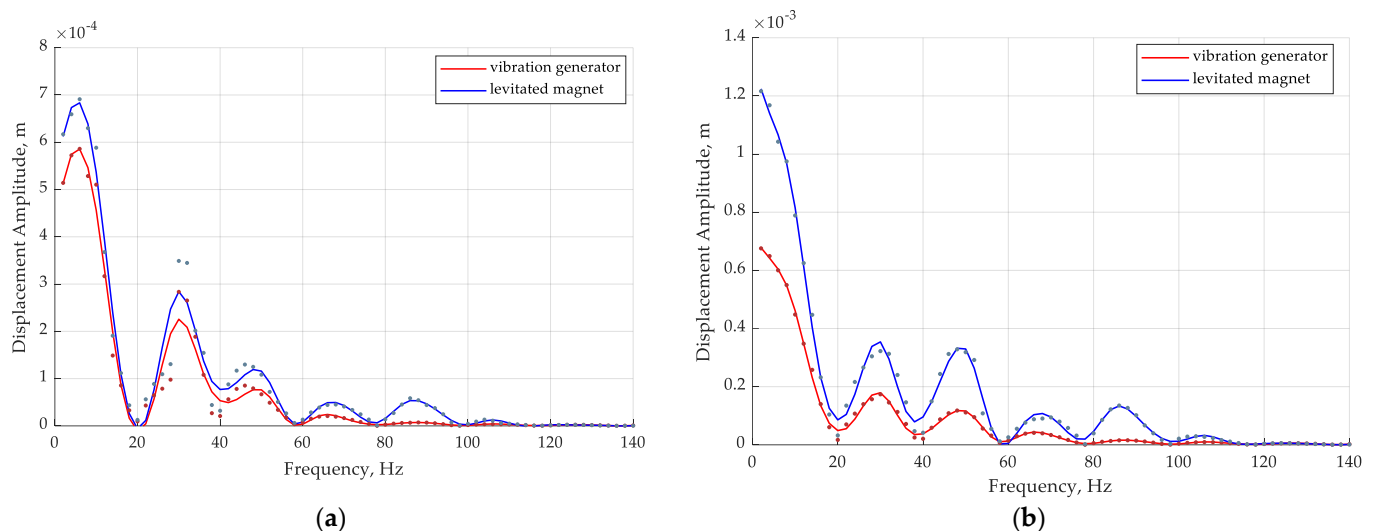 ×10-4
8
7
6
5
4
3
2
1
0
Displacement Amplitude, m
vibration generator
levitated magnet
0 20 40 60 80 100 120 140
Frequency, Hz
(a)
×10-3
1.4
1.2
1
0.8
0.6
0.4
0.2
0
Displacement Amplitude, m
vibration generator
levitated magnet
0 20 40 60 80 100 120 140
Frequency, Hz
(b)